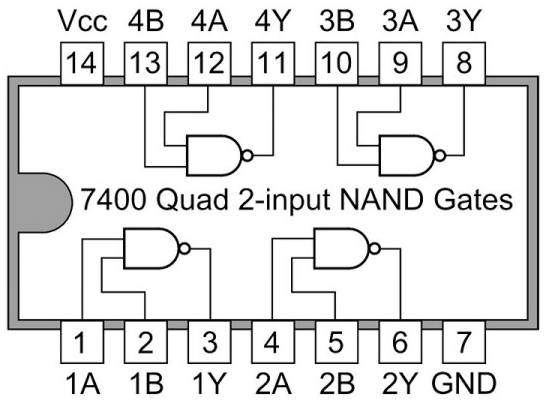 Vcc 4B 4A 4Y 3B 3A 3Y
14 13 12 11 10 9 8
7400 Quad 2-input NAND Gates
1 2 3 4 5 6 7
1A 1B 1Y 2A 2B 2Y GND